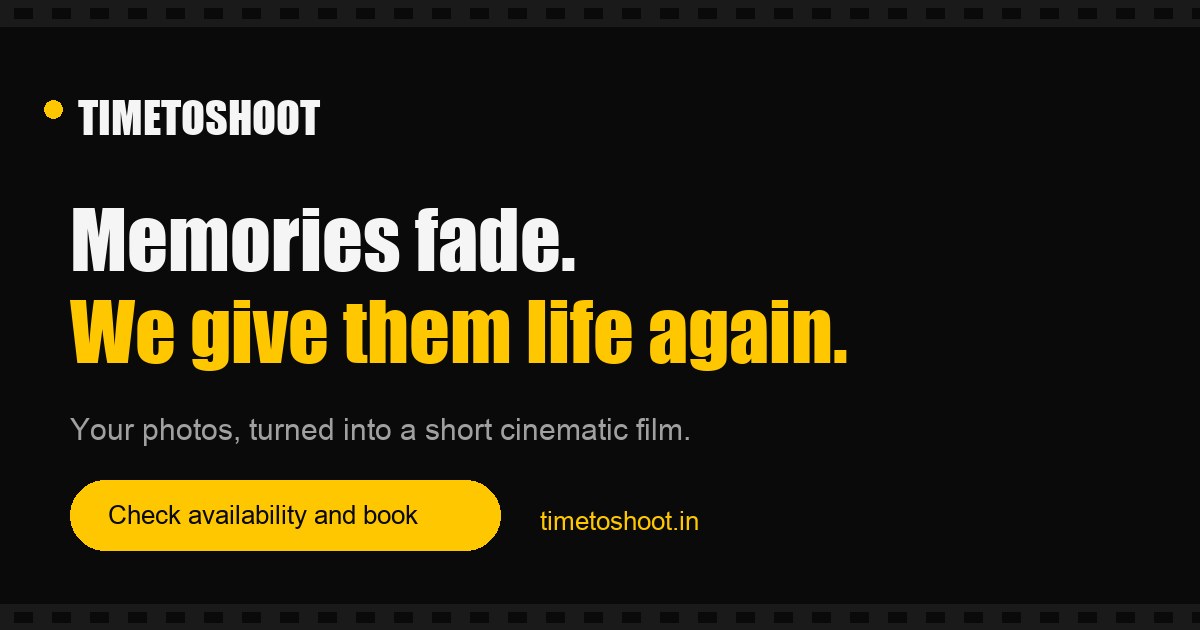 TIMETOSHOOT
Memories fade.
We give them life again.
Your photos, turned into a short cinematic film.
Check availability and book
timetoshoot.in